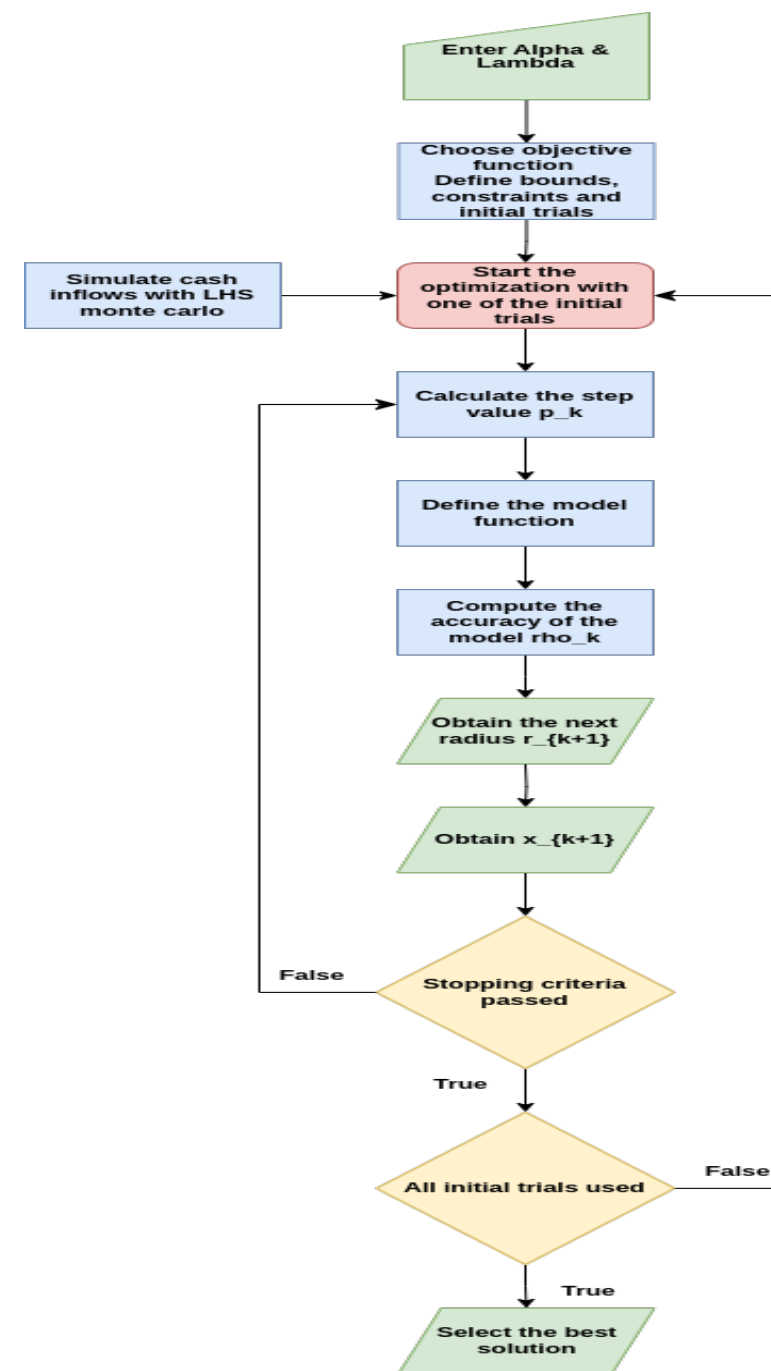 Enter Alpha &
Lambda
Choose objective
function
Define bounds,
constraints and
initial trials
Simulate cash
inflows with LHS
monte carlo
Start the
optimization with
one of the initial
trials
Calculate the step
value p_k
Define the model
function
Compute the
accuracy of the
model rho_k
Obtain the next
radius r_{k+1}
Obtain x_{k+1}
Stopping criteria
passed
False
True
All initial trials used
False
True
Select the best
solution